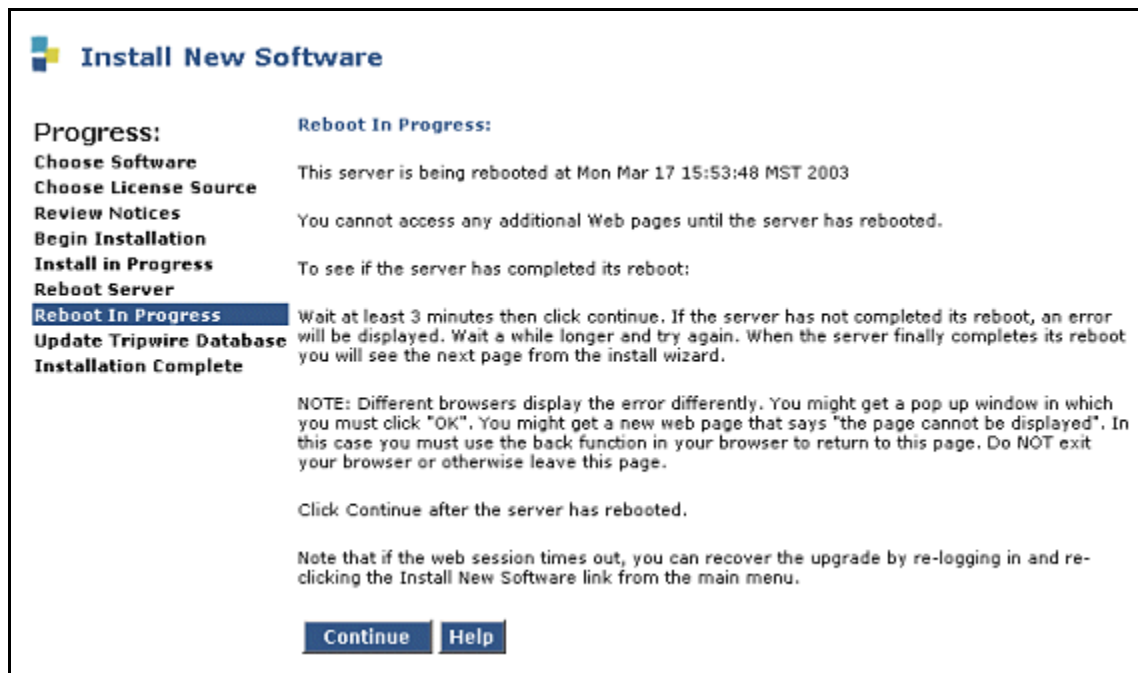 Install New Software
Progress:
Choose Software
Choose License Source
Review Notices
Begin Installation
Install in Progress
Reboot Server
Reboot In Progress
Update Tripwire Database
Installation Complete
Reboot In Progress:
This server is being rebooted at Mon Mar 17 15:53:48 MST 2003
You cannot access any additional Web pages until the server has rebooted.
To see if the server has completed its reboot:
Wait at least 3 minutes then click continue. If the server has not completed its reboot, an error
will be displayed. Wait a while longer and try again. When the server finally completes its reboot
you will see the next page from the install wizard.
NOTE: Different browsers display the error differently. You might get a pop up window in which
you must click "OK". You might get a new web page that says "the page cannot be displayed". In
this case you must use the back function in your browser to return to this page. Do NOT exit
your browser or otherwise leave this page.
Click Continue after the server has rebooted.
Note that if the web session times out, you can recover the upgrade by re-logging in and re-
clicking the Install New Software link from the main menu.
Continue Help